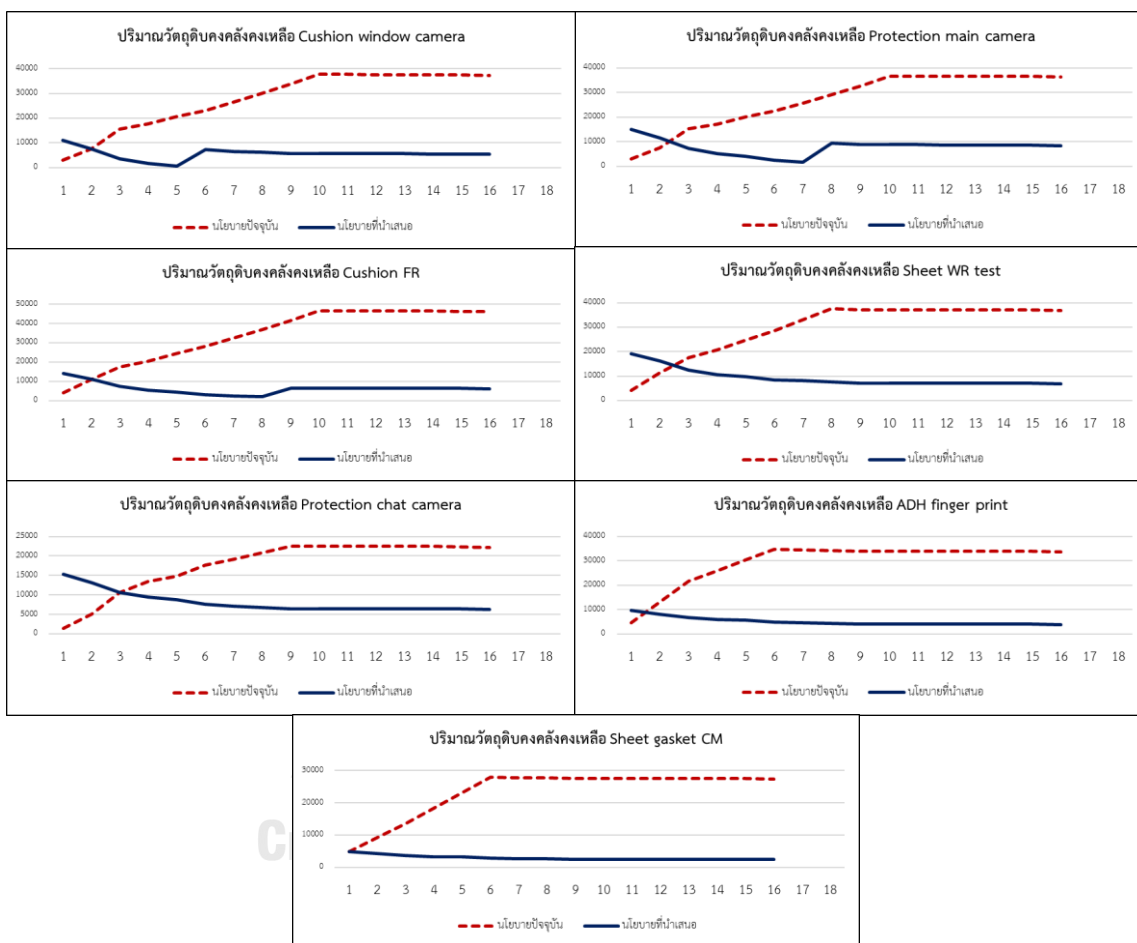 ปริมาณวัตถุดิบคงคลังคงเหลือ Cushion window camera
40000
30000
20000
10000
0
1 2 3 4 5 6 7 8 9 10 11 12 13 14 15 16 17 18
นโยบายปัจจุบัน นโยบายที่นำเสนอ
ปริมาณวัตถุดิบคงคลังคงเหลือ Protection main camera
40000
30000
20000
10000
0
1 2 3 4 5 6 7 8 9 10 11 12 13 14 15 16 17 18
นโยบายปัจจุบัน นโยบายที่นำเสนอ
ปริมาณวัตถุดิบคงคลังคงเหลือ Cushion FR
50000
40000
30000
20000
10000
0
1 2 3 4 5 6 7 8 9 10 11 12 13 14 15 16 17 18
นโยบายปัจจุบัน นโยบายที่นำเสนอ
ปริมาณวัตถุดิบคงคลังคงเหลือ Sheet WR test
40000
30000
20000
10000
0
1 2 3 4 5 6 7 8 9 10 11 12 13 14 15 16 17 18
นโยบายปัจจุบัน นโยบายที่นำเสนอ
ปริมาณวัตถุดิบคงคลังคงเหลือ Protection chat camera
25000
20000
15000
10000
5000
0
1 2 3 4 5 6 7 8 9 10 11 12 13 14 15 16 17 18
นโยบายปัจจุบัน นโยบายที่นำเสนอ
ปริมาณวัตถุดิบคงคลังคงเหลือ ADH finger print
40000
30000
20000
10000
0
1 2 3 4 5 6 7 8 9 10 11 12 13 14 15 16 17 18
นโยบายปัจจุบัน นโยบายที่นำเสนอ
ปริมาณวัตถุดิบคงคลังคงเหลือ Sheet gasket CM
30000
20000
10000
0
1 2 3 4 5 6 7 8 9 10 11 12 13 14 15 16 17 18
นโยบายปัจจุบัน นโยบายที่นำเสนอ